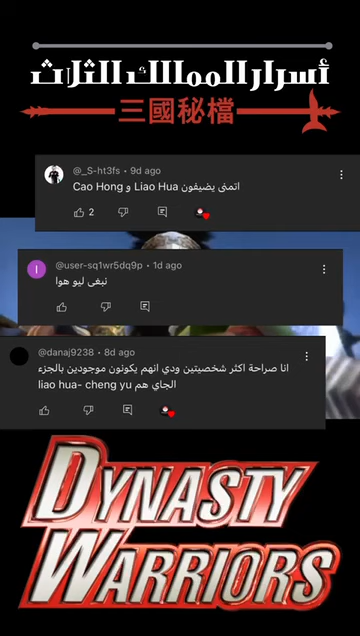 أسرار الممالك الثلاث
三國秘檔
@_S-ht3fs • 9d ago
اتمنى يضيفون Liao Hua و Cao Hong
2
@user-sq1wr5dq9p • 1d ago
نبغى ليو هوا
@danaj9238 • 8d ago
انا صراحة اكثر شخصيتين ودي انهم يكونون موجودين بالجزء
الجاي هم liao hua- cheng yu
DYNASTY
WARRIORS